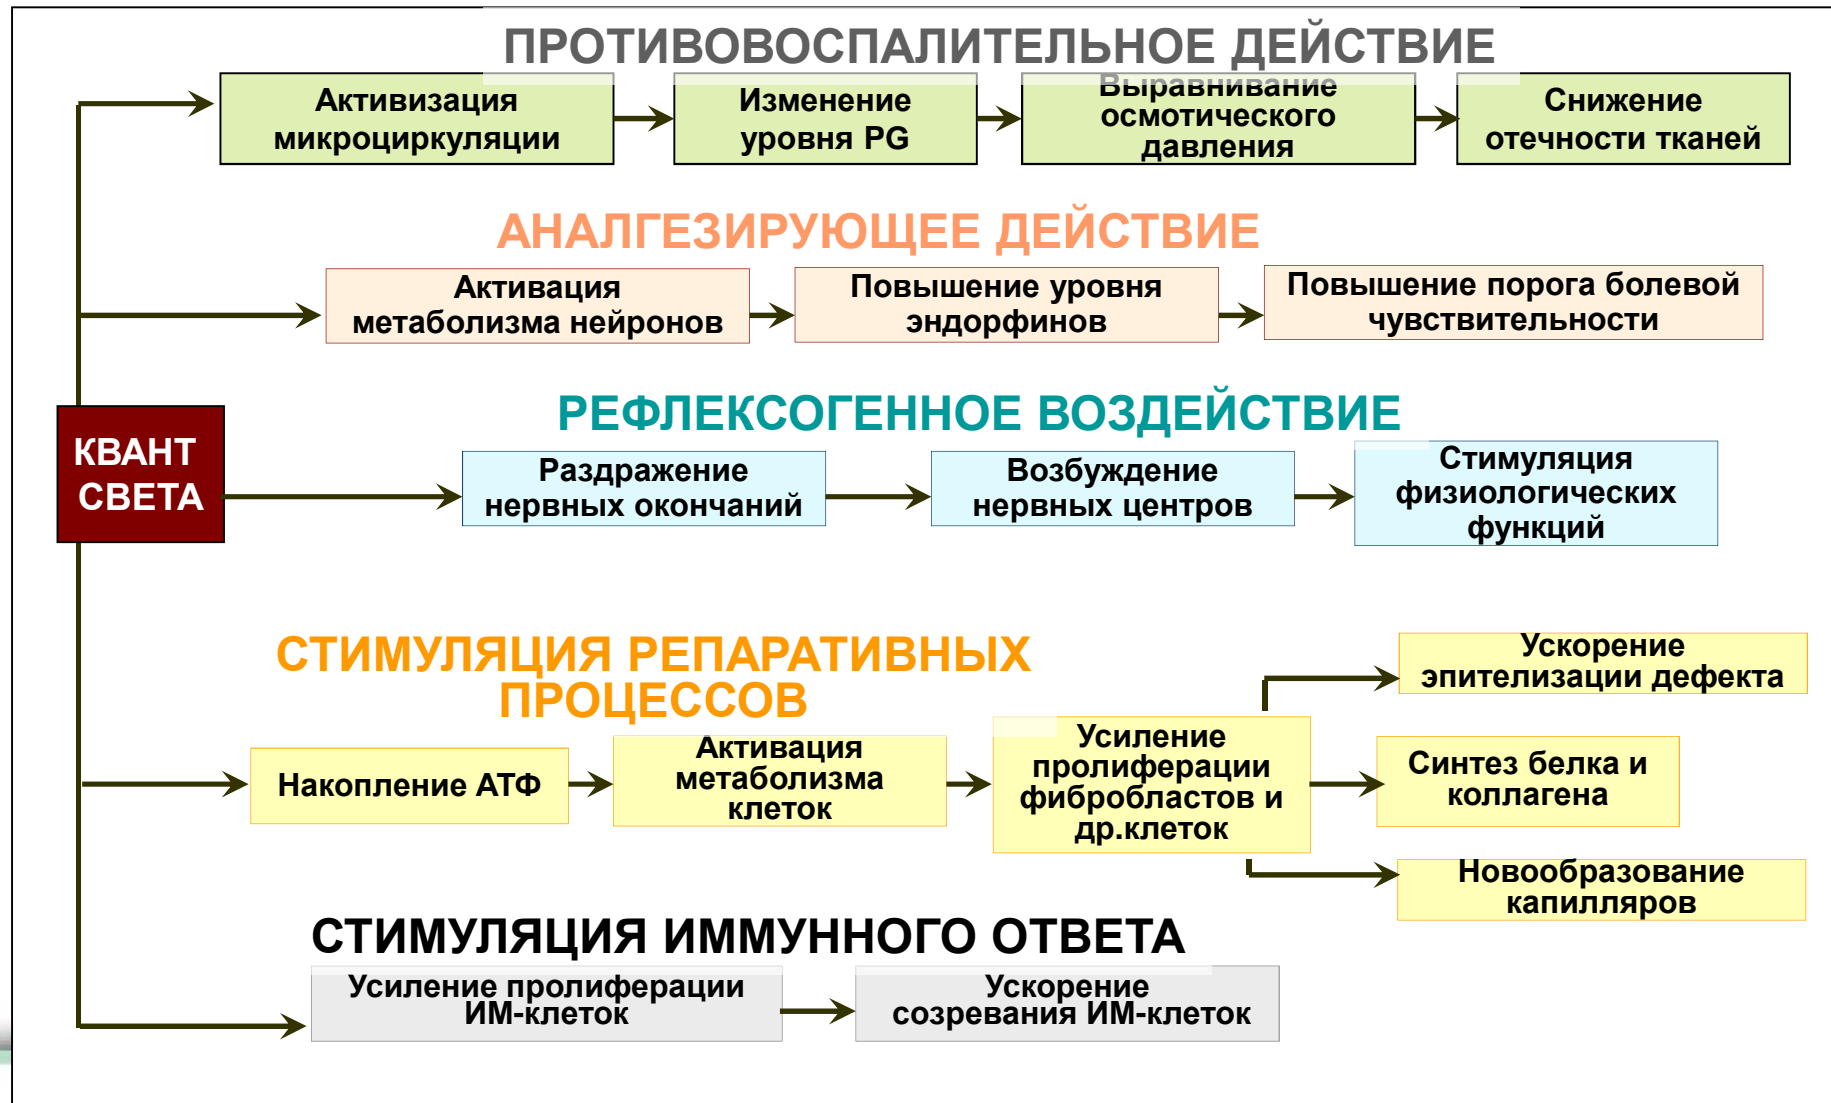 ПРОТИВОВОСПАЛИТЕЛЬНОЕ ДЕЙСТВИЕ
Активизация
микроциркуляции
Изменение
уровня PG
Выравнивание
осмотического
давления
Снижение
отечности тканей
АНАЛГЕЗИРУЮЩЕЕ ДЕЙСТВИЕ
Активация
метаболизма нейронов
Повышение уровня
эндорфинов
Повышение порога болевой
чувствительности
КВАНТ
СВЕТА
РЕФЛЕКСОГЕННОЕ ВОЗДЕЙСТВИЕ
Раздражение
нервных окончаний
Возбуждение
нервных центров
Стимуляция
физиологических
функций
СТИМУЛЯЦИЯ РЕПАРАТИВНЫХ
ПРОЦЕССОВ
Накопление АТФ
Активация
метаболизма
клеток
Усиление
пролиферации
фибробластов и
др.клеток
Ускорение
эпителизации дефекта
Синтез белка и
коллагена
Новообразование
капилляров
СТИМУЛЯЦИЯ ИММУННОГО ОТВЕТА
Усиление пролиферации
ИМ-клеток
Ускорение
созревания ИМ-клеток